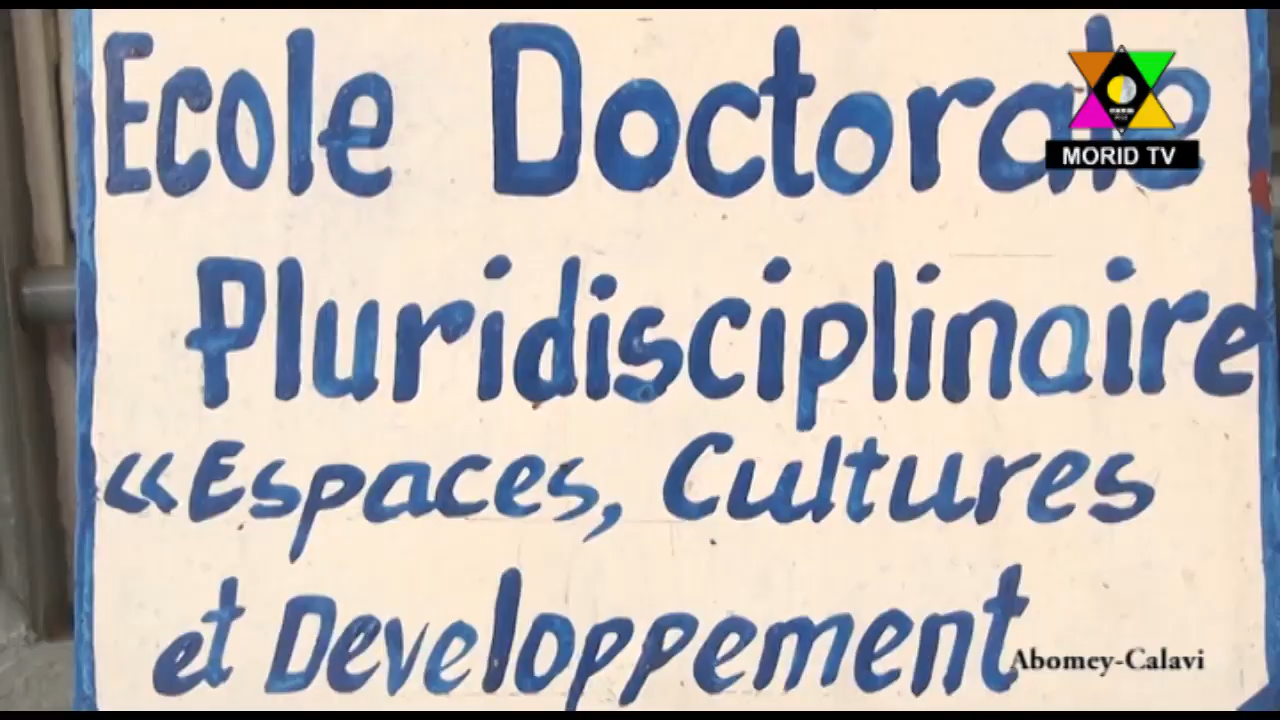 Ecole Doctorale
MORID TV
Pluridisciplinaire
«Espaces, Cultures
et Developpement
Abomey-Calavi